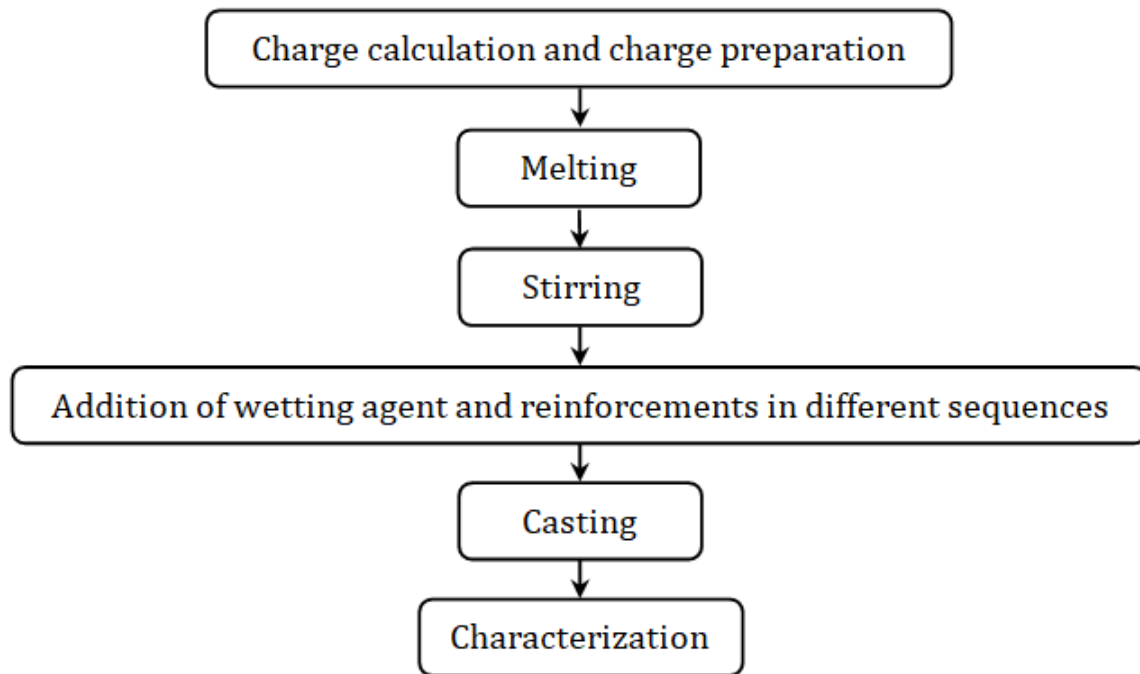 Charge calculation and charge preparation
Melting
Stirring
Addition of wetting agent and reinforcements in different sequences
Casting
Characterization